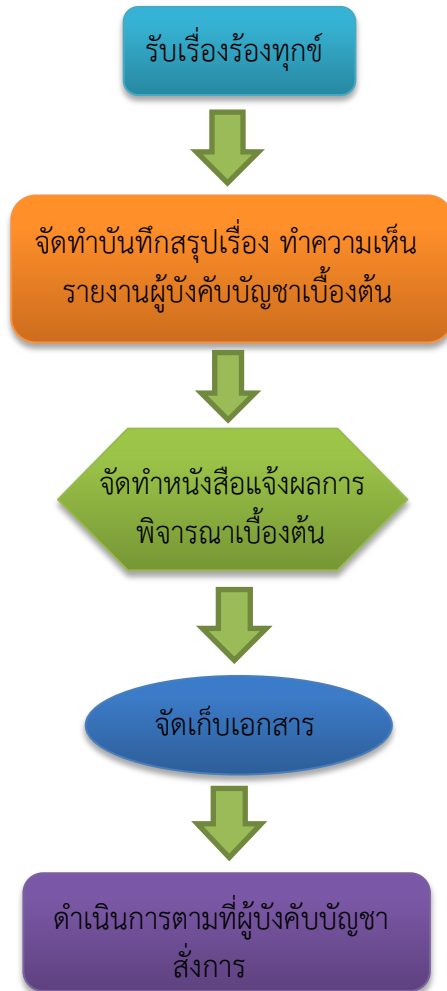 รับเรื่องร้องทุกข์
จัดทำบันทึกสรุปเรื่อง ทำความเห็น
รายงานผู้บังคับบัญชาเบื้องต้น
จัดทำหนังสือแจ้งผลการ
พิจารณาเบื้องต้น
จัดเก็บเอกสาร
ดำเนินการตามที่ผู้บังคับบัญชา
สั่งการ